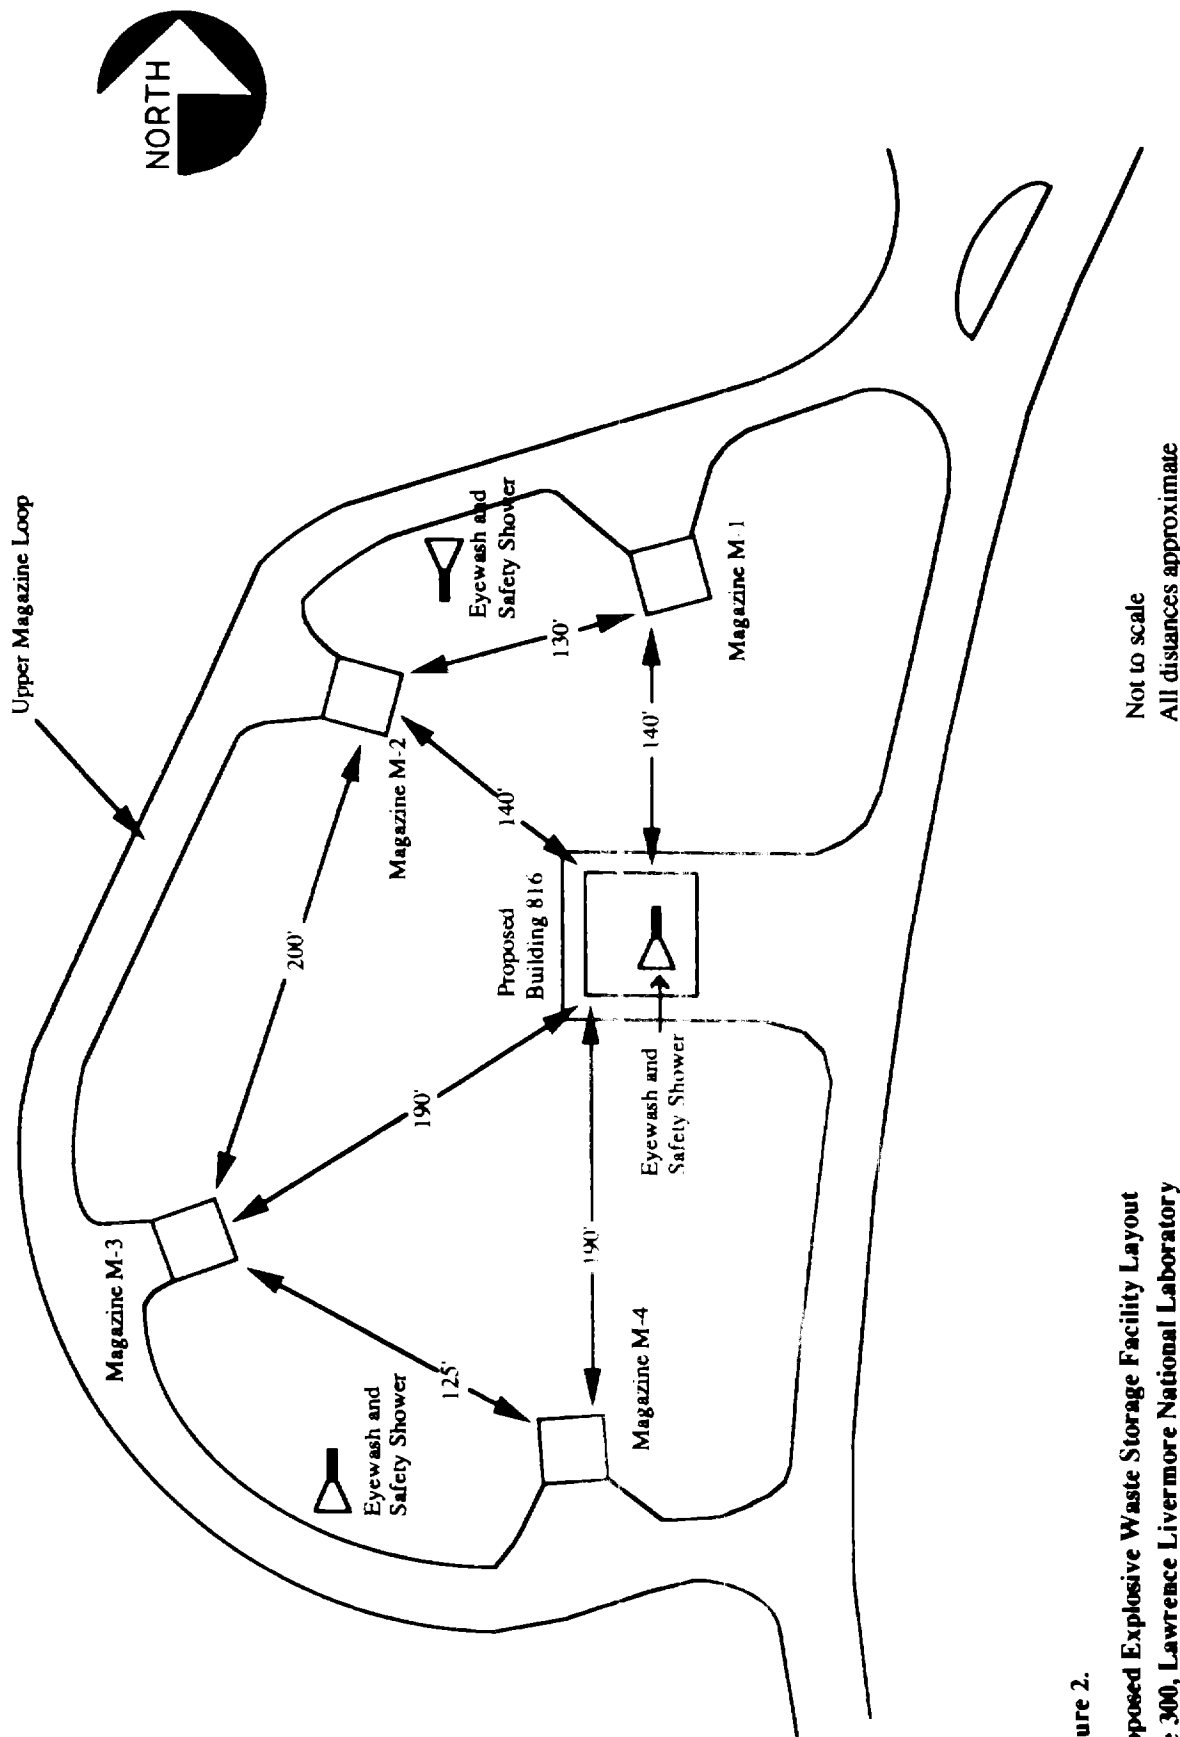 NORTH
Upper Magazine Loop
Eyewash and
Safety Shower
Magazine M-2
130'
Magazine M-1
140'
140'
200'
Proposed
Building 816
190'
Eyewash and
Safety Shower
Magazine M-3
190'
125'
Magazine M-4
Eyewash and
Safety Shower
Not to scale
All distances approximate
ure 2.
posed Explosive Waste Storage Facility Layout
300, Lawrence Livermore National Laboratory